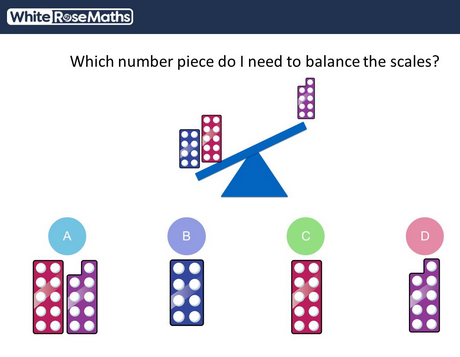 White Rose Maths
Which number piece do I need to balance the scales?
A B C D